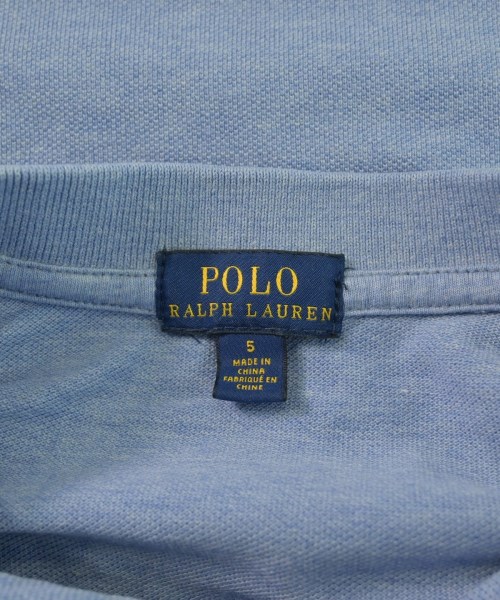 POLO
RALPH LAUREN
5
MADE IN
CHINA
FABRIQUÉ EN
CHINE